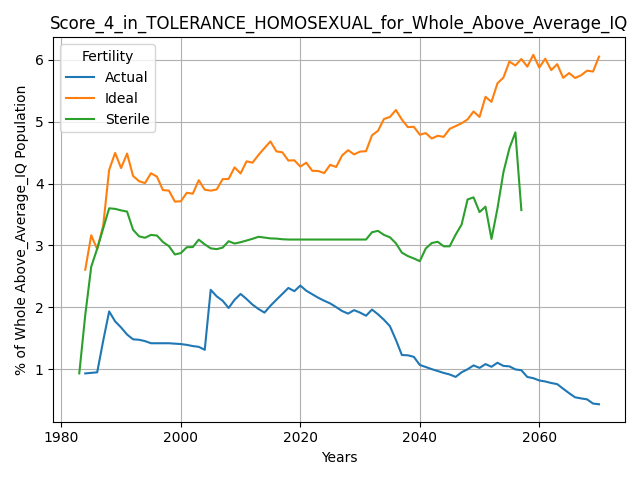 Score_4_in_TOLERANCE_HOMOSEXUAL_for_Whole_Above_Average_IQ
Fertility
Actual
Ideal
Sterile
% of Whole Above_Average_IQ Population
6
5
4
3
2
1
1980
2000
2020
2040
2060
Years